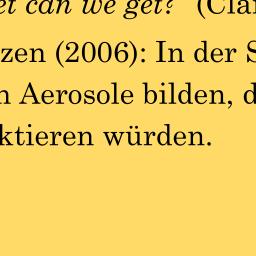 et can we get?" (Cla
zen (2006): In der S
n Aerosole bilden, d
ktieren würden.